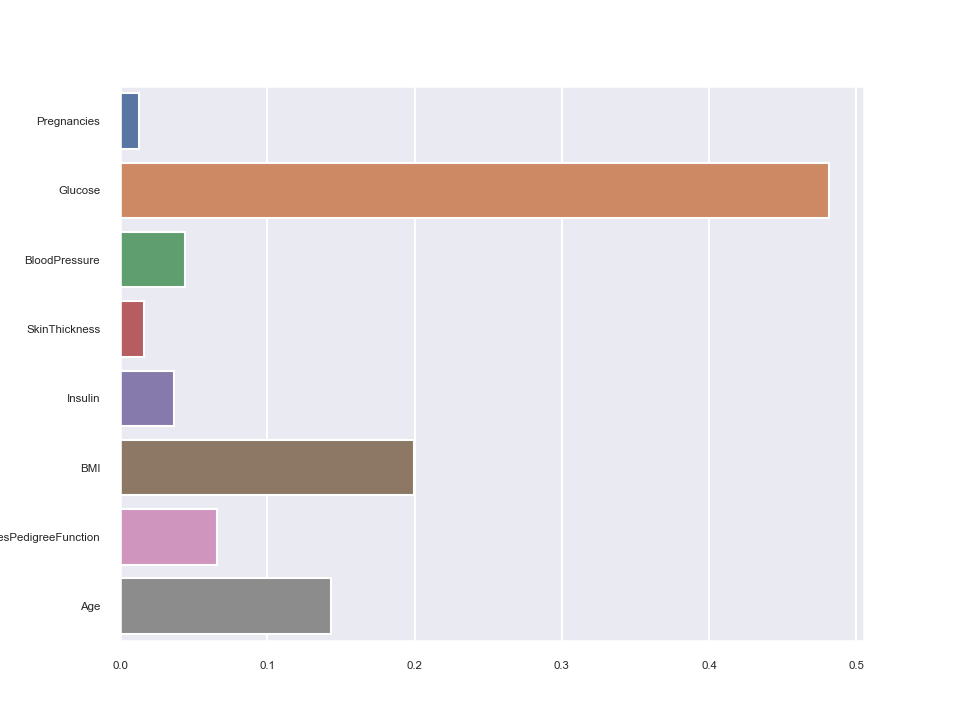 Pregnancies
Glucose
BloodPressure
SkinThickness
Insulin
BMI
esPedigreeFunction
Age
0.0 0.1 0.2 0.3 0.4 0.5